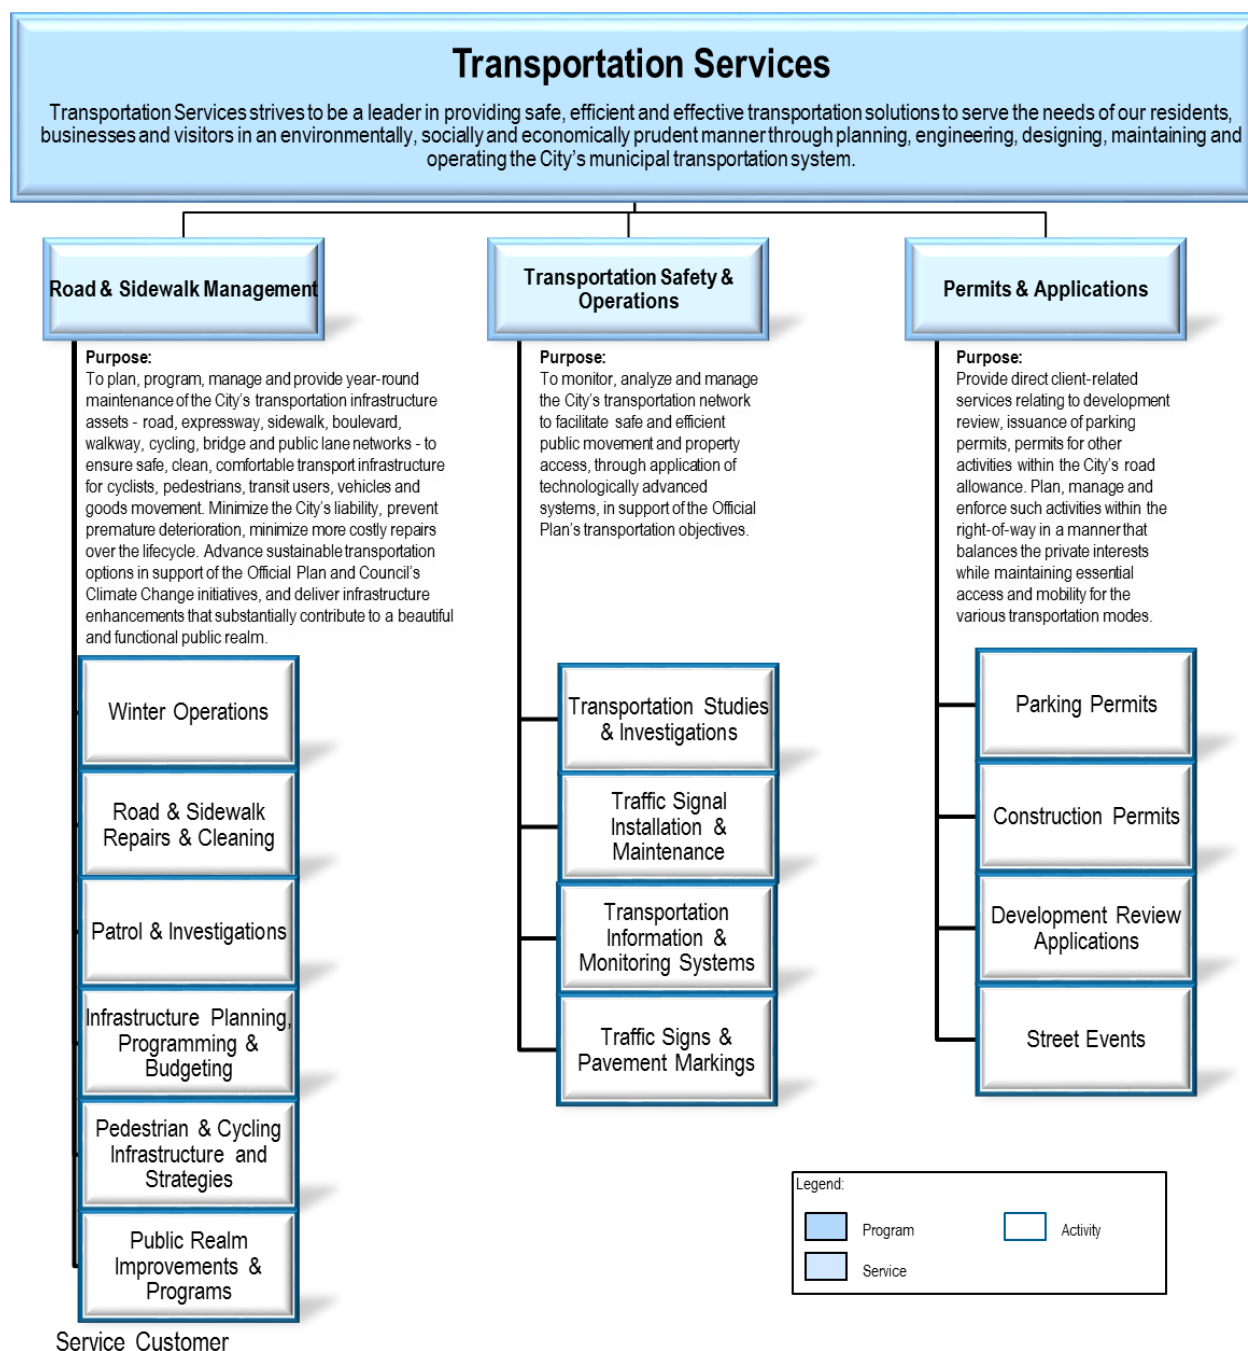 Transportation Services
Transportation Services strives to be a leader in providing safe, efficient and effective transportation solutions to serve the needs of our residents,
businesses and visitors in an environmentally, socially and economically prudent manner through planning, engineering, designing, maintaining and
operating the City's municipal transportation system.
Road & Sidewalk Management
Purpose:
To plan, program, manage and provide year-round
maintenance of the City's transportation infrastructure
assets - road, expressway, sidewalk, boulevard,
walkway, cycling, bridge and public lane networks - to
ensure safe, clean, comfortable transport infrastructure
for cyclists, pedestrians, transit users, vehicles and
goods movement. Minimize the City's liability, prevent
premature deterioration, minimize more costly repairs
over the lifecycle. Advance sustainable transportation
options in support of the Official Plan and Council's
Climate Change initiatives, and deliver infrastructure
enhancements that substantially contribute to a beautiful
and functional public realm.
Winter Operations
Road & Sidewalk
Repairs & Cleaning
Patrol & Investigations
Infrastructure Planning,
Programming &
Budgeting
Pedestrian & Cycling
Infrastructure and
Strategies
Public Realm
Improvements &
Programs
Service Customer
Transportation Safety &
Operations
Purpose:
To monitor, analyze and manage
the City's transportation network
to facilitate safe and efficient
public movement and property
access, through application of
technologically advanced
systems, in support of the Official
Plan's transportation objectives.
Transportation Studies
& Investigations
Traffic Signal
Installation &
Maintenance
Transportation
Information &
Monitoring Systems
Traffic Signs &
Pavement Markings
Permits & Applications
Purpose:
Provide direct client-related
services relating to development
review, issuance of parking
permits, permits for other
activities within the City's road
allowance. Plan, manage and
enforce such activities within the
right-of-way in a manner that
balances the private interests
while maintaining essential
access and mobility for the
various transportation modes.
Parking Permits
Construction Permits
Development Review
Applications
Street Events
Legend:
Program
Activity
Service